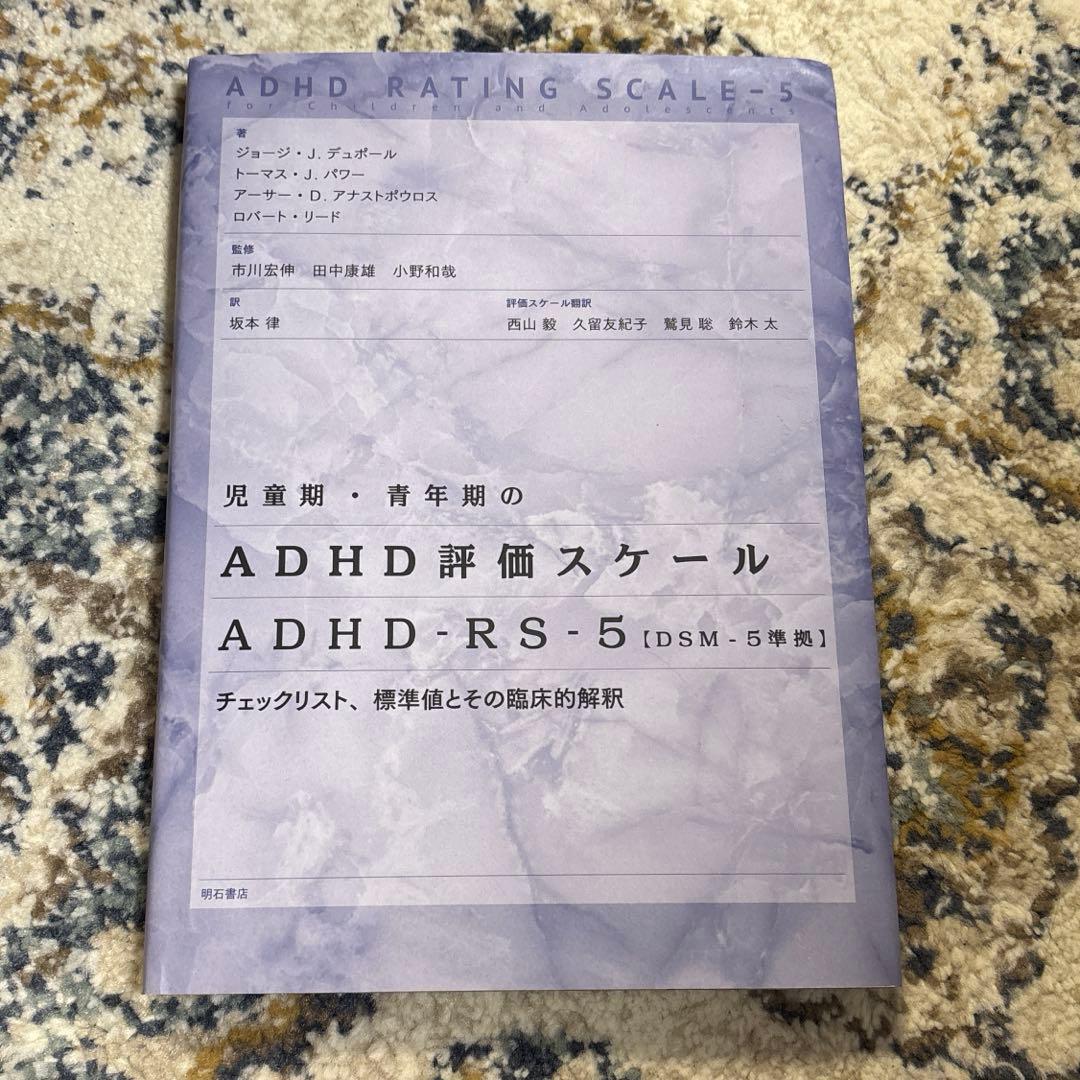 ADHD RATING SCALE-5
for Children and Adolescents
著
ジョージ・J. デュポール
トーマス・J. パワー
アーサー・D. アナストポウロス
ロバート・リード
監修
市川宏伸　田中康雄　小野和哉
訳
坂本 律
評価スケール翻訳
西山 毅　久留友紀子　鷲見 聡　鈴木 太
児童期・青年期の
ADHD評価スケール
ADHD-RS-5【DSM-5準拠】
チェックリスト、標準値とその臨床的解釈
明石書店